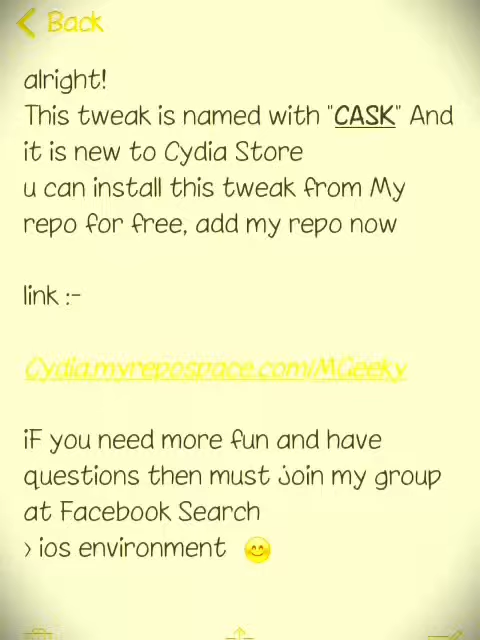 Back
alright!
This tweak is named with "CASK" And
it is new to Cydia Store
u can install this tweak from My
repo for free, add my repo now
link :-
Cydia.myrepospace.com/MGeeky
iF you need more fun and have
questions then must join my group
at Facebook Search
> ios environment 😊